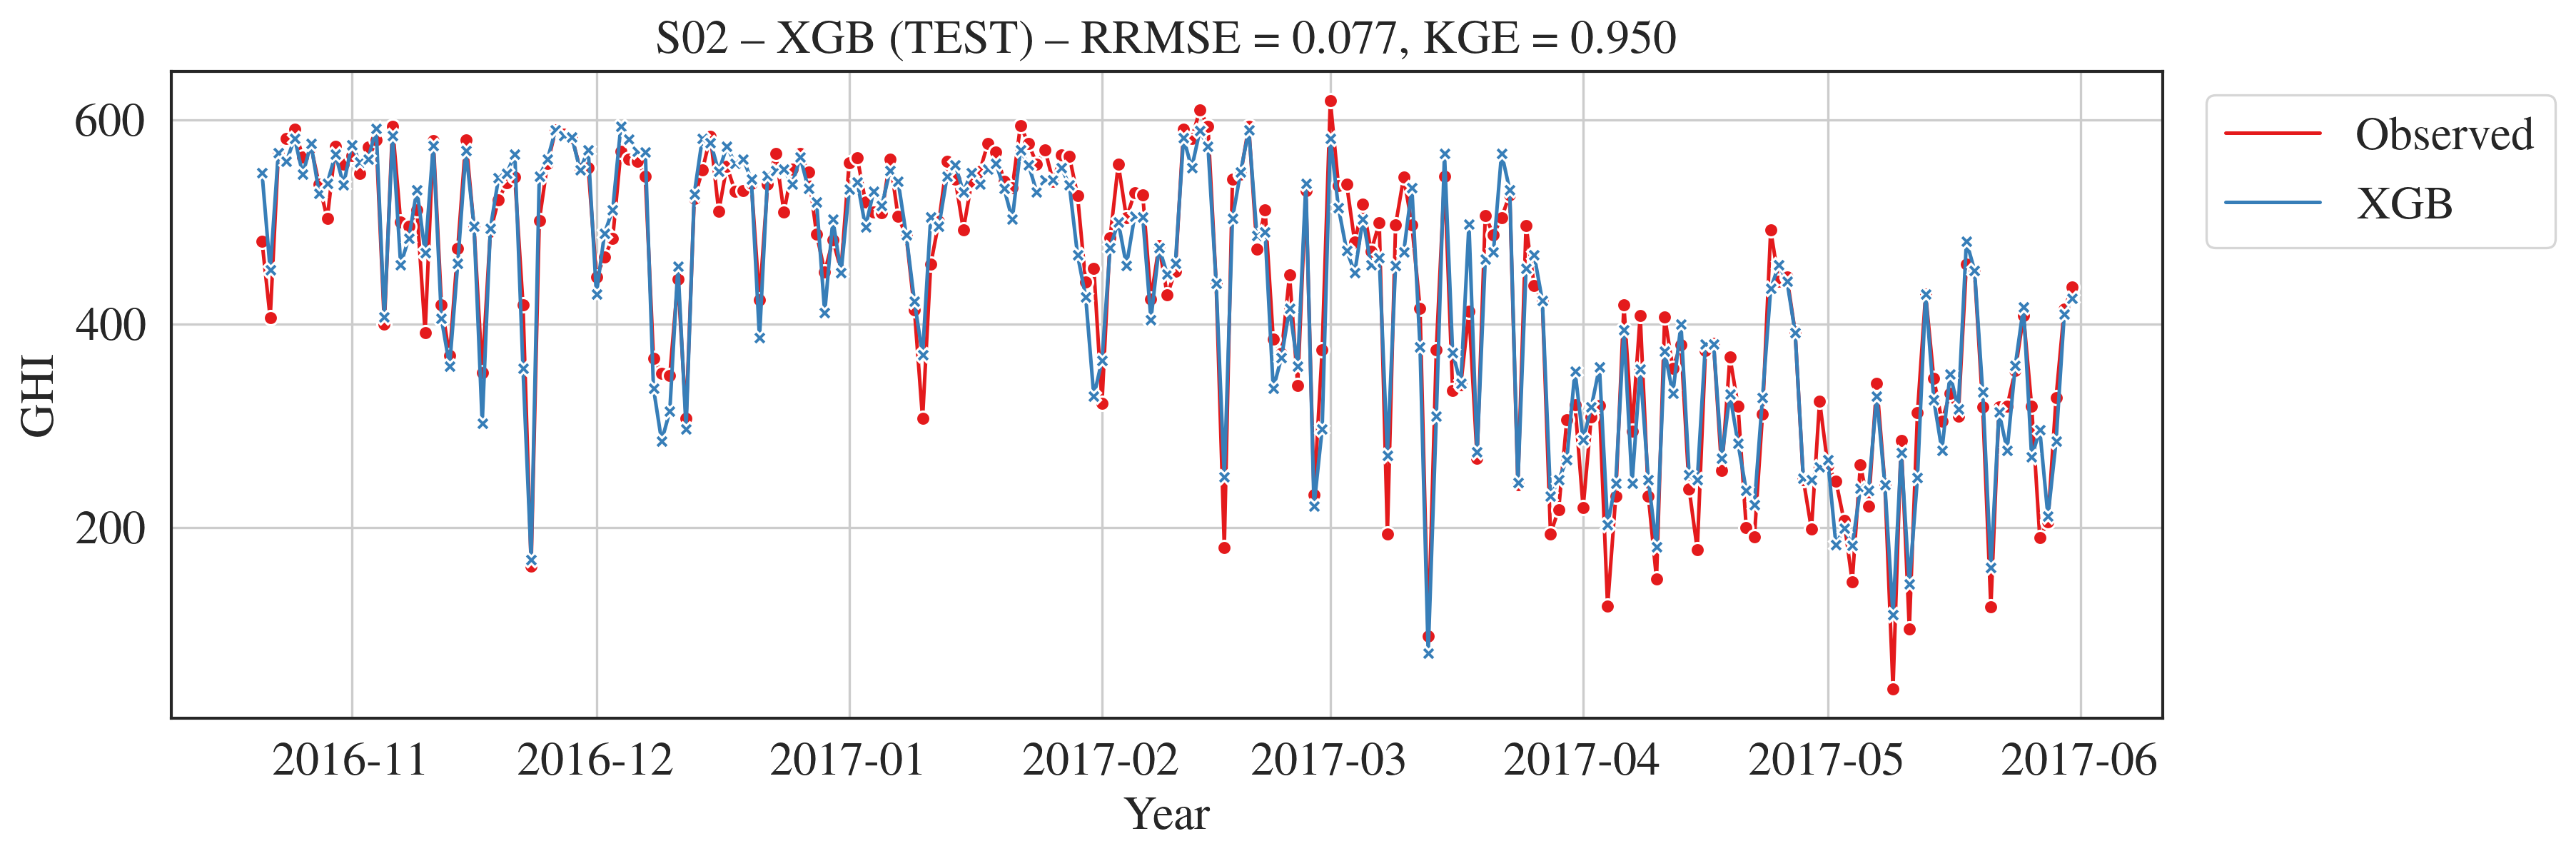 S02 – XGB (TEST) – RRMSE = 0.077, KGE = 0.950
600
400
200
GHI
2016-11
2016-12
2017-01
2017-02
2017-03
2017-04
2017-05
2017-06
Year
Observed
XGB